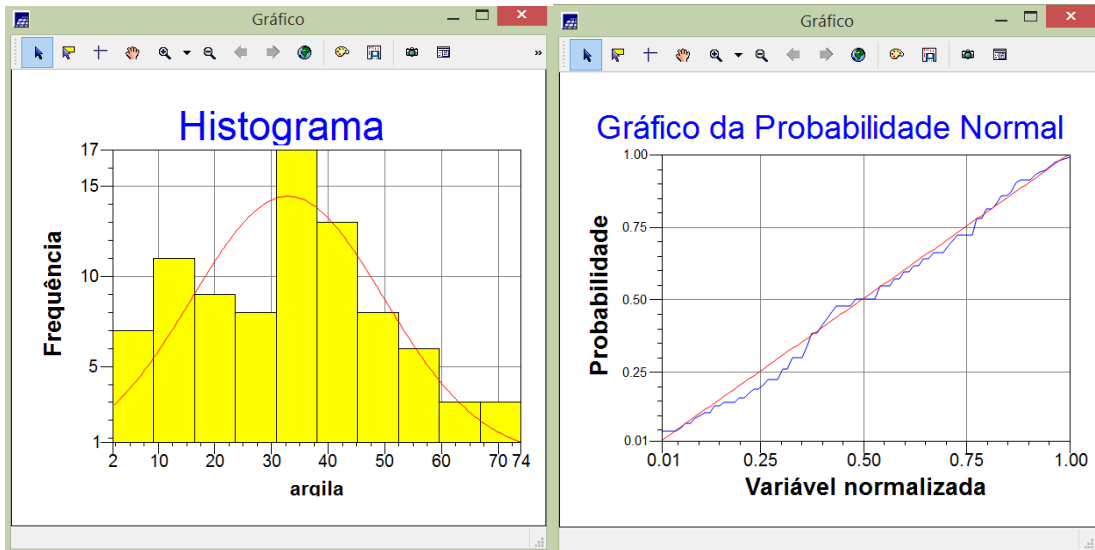 Gráfico
»
Histograma
17
15
10
5
1
Frequência
2 10 20 30 40 50 60 70 74
argila
Gráfico
Gráfico da Probabilidade Normal
1.00
0.75
0.50
0.25
0.01
Probabilidade
0.01 0.25 0.50 0.75 1.00
Variável normalizada